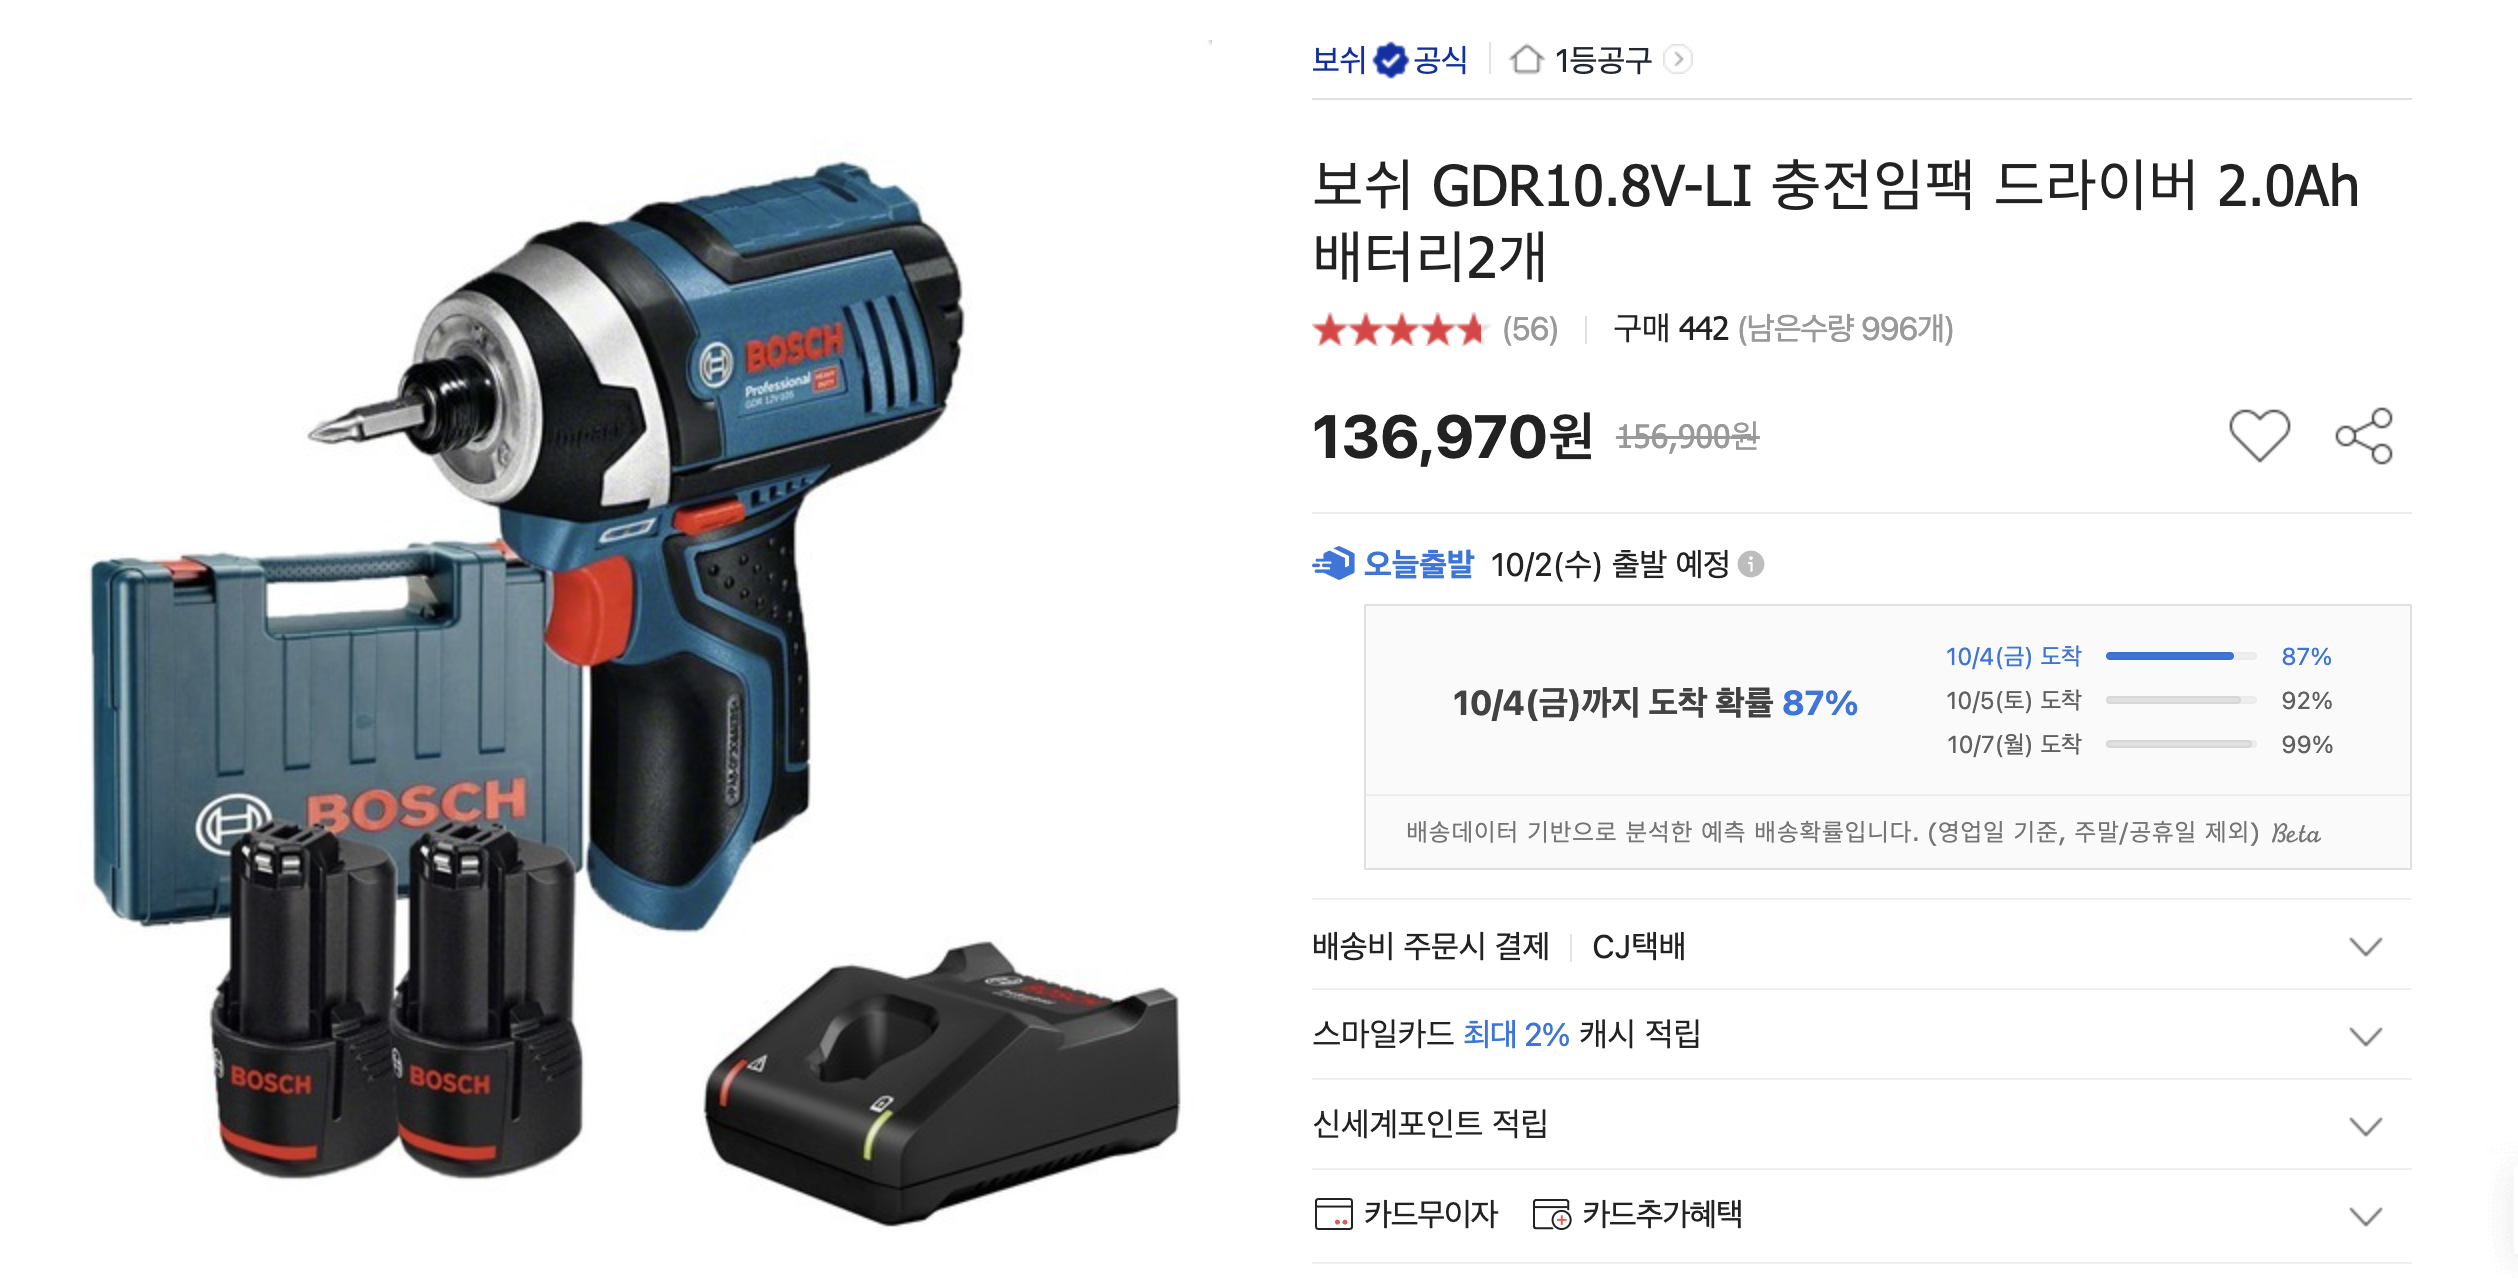 보쉬 공식 1등공구
보쉬 GDR10.8V-LI 충전임팩 드라이버 2.0Ah
배터리2개
(56) 구매 442 (남은수량 996개)
136,970원 156,900원
오늘출발 10/2(수) 출발 예정
10/4(금)까지 도착 확률 87%
10/4(금) 도착 87%
10/5(토) 도착 92%
10/7(월) 도착 99%
배송데이터 기반으로 분석한 예측 배송확률입니다. (영업일 기준, 주말/공휴일 제외) Beta
배송비 주문시 결제 CJ택배
스마일카드 최대 2% 캐시 적립
신세계포인트 적립
카드무이자 카드추가혜택
BOSCH
Professional HEAVY DUTY
GDR 12V-105
BOSCH
BOSCH
BOSCH
BOSCH